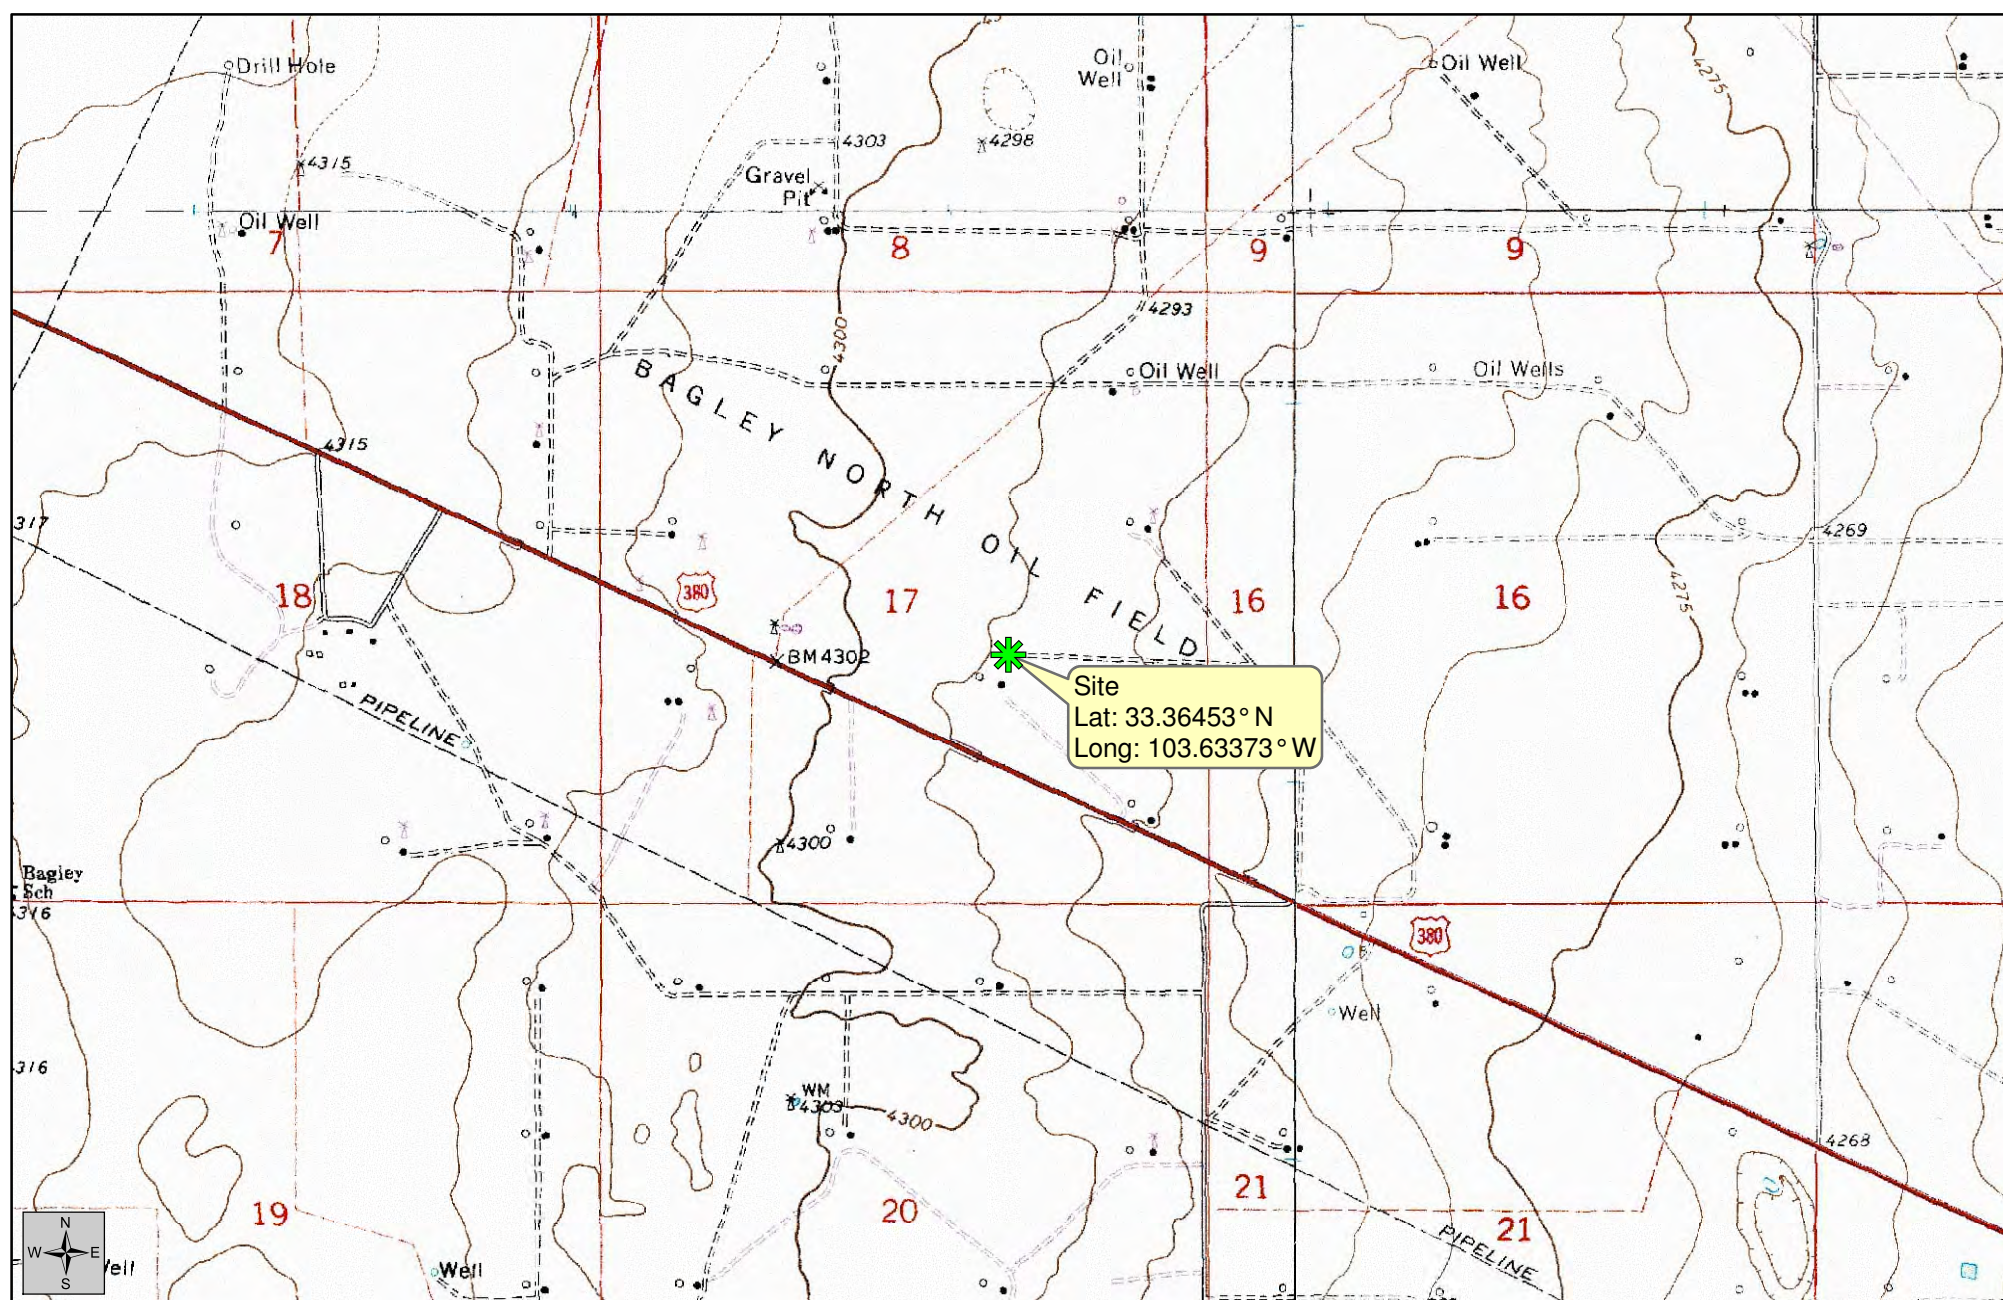 Drill Hole
Oil
Well
Oil Well
4275
4315
4303
4298
Gravel
Pit
Oil Well
7
8
9
9
4300
4293
BAGLEY NORTH OIL FIELD
Oil Well
Oil Wells
4315
317
4269
4275
18
380
17
16
16
BM 4302
Site
Lat: 33.36453° N
Long: 103.63373° W
PIPELINE
4300
Bagley
Sch
4316
380
Well
316
WM
4303
4300
4268
19
20
21
21
PIPELINE
N
W E
S
Well
Well